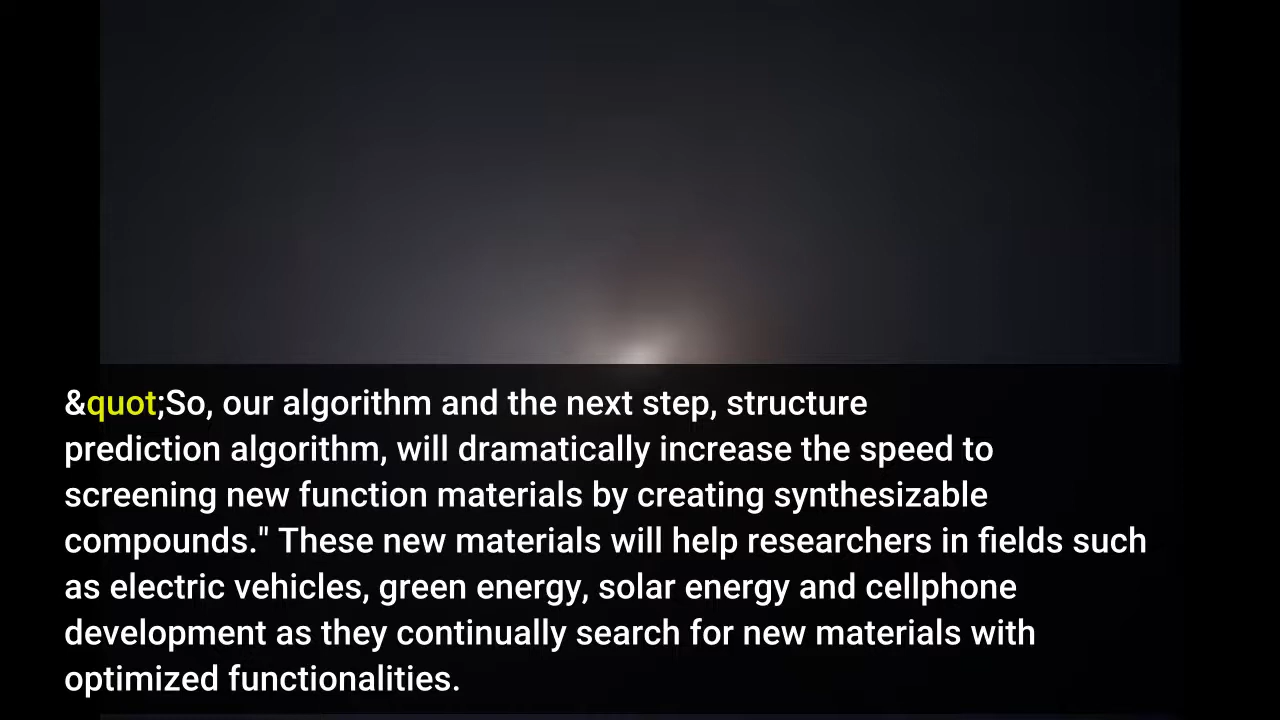 &quot;So, our algorithm and the next step, structure
prediction algorithm, will dramatically increase the speed to
screening new function materials by creating synthesizable
compounds." These new materials will help researchers in fields such
as electric vehicles, green energy, solar energy and cellphone
development as they continually search for new materials with
optimized functionalities.